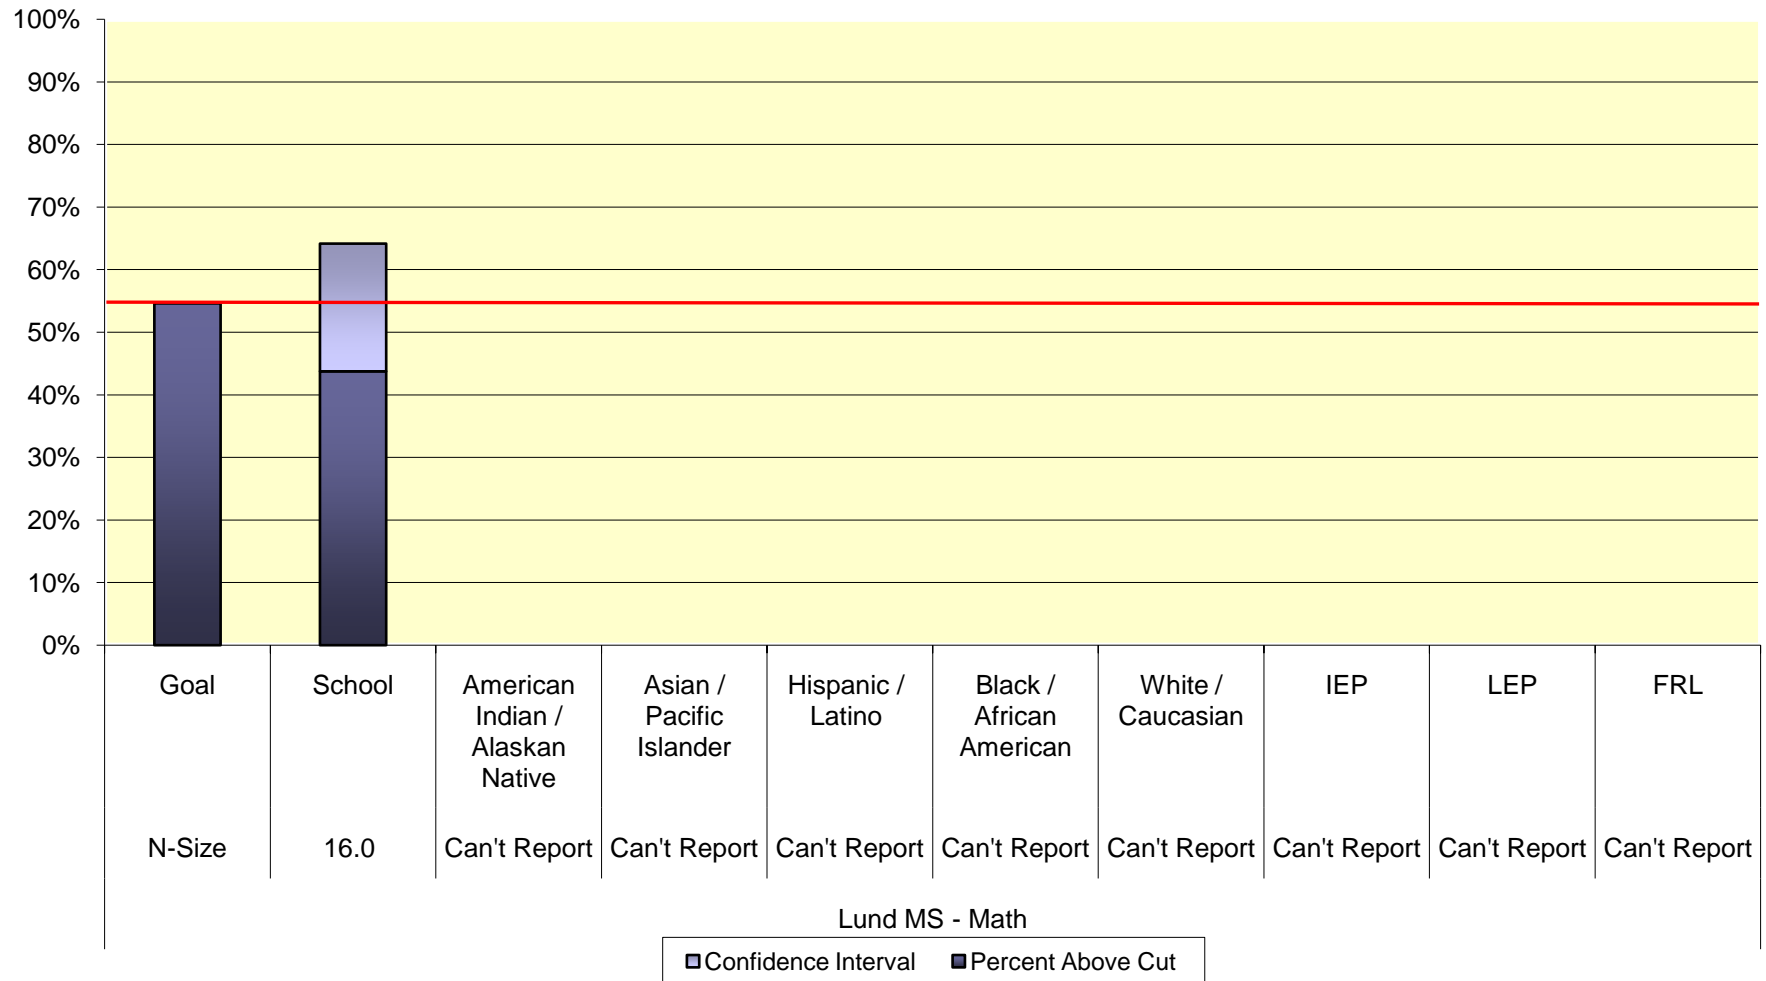 100%
90%
80%
70%
60%
50%
40%
30%
20%
10%
0%
Goal
School
American
Indian /
Alaskan
Native
Asian /
Pacific
Islander
Hispanic /
Latino
Black /
African
American
White /
Caucasian
IEP
LEP
FRL
N-Size
16.0
Can't Report
Can't Report
Can't Report
Can't Report
Can't Report
Can't Report
Can't Report
Can't Report
Lund MS - Math
Confidence Interval
Percent Above Cut